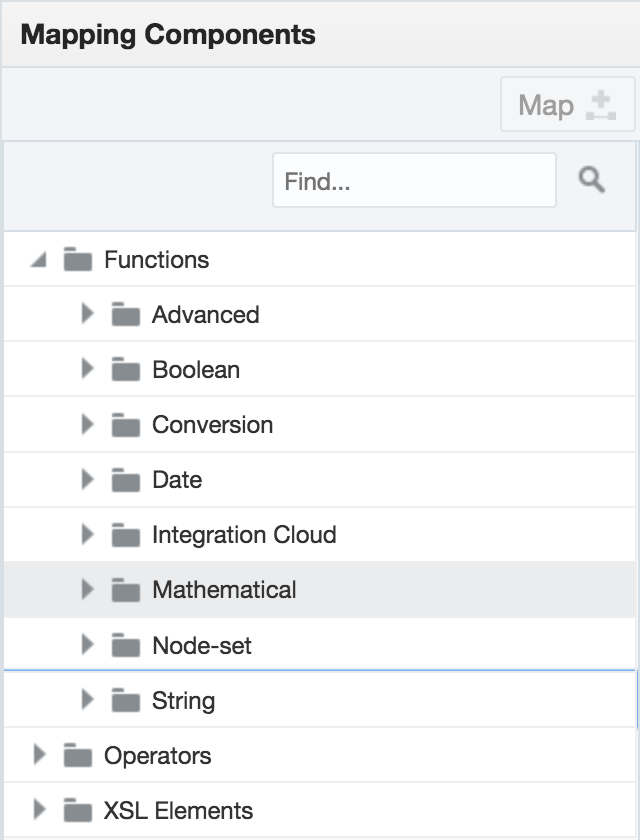 Mapping Components
Map
Find...
Functions
Advanced
Boolean
Conversion
Date
Integration Cloud
Mathematical
Node-set
String
Operators
XSL Elements